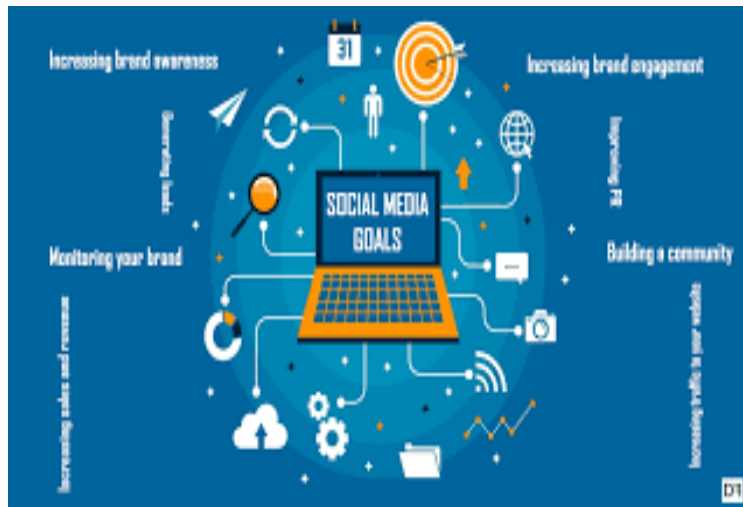 Increasing brand awareness
31
Increasing brand engagement
Generating leads
Improving PR
SOCIAL MEDIA
GOALS
Monitoring your brand
Building a community
Increasing sales and revenue
Increasing traffic to your website